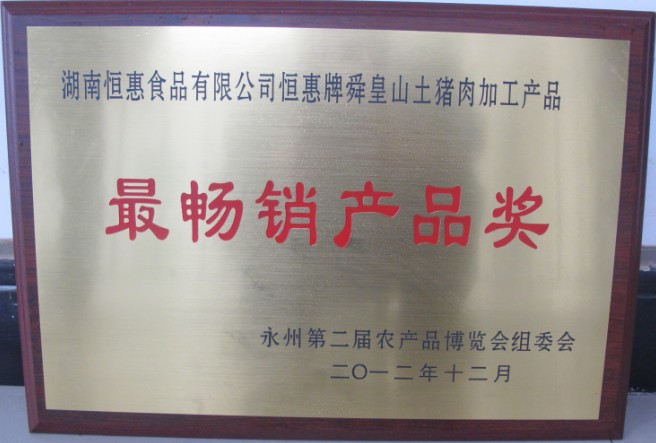 湖南恒惠食品有限公司恒惠牌舜皇山土猪肉加工产品
最畅销产品奖
永州第二届农产品博览会组委会
二〇一二年十二月